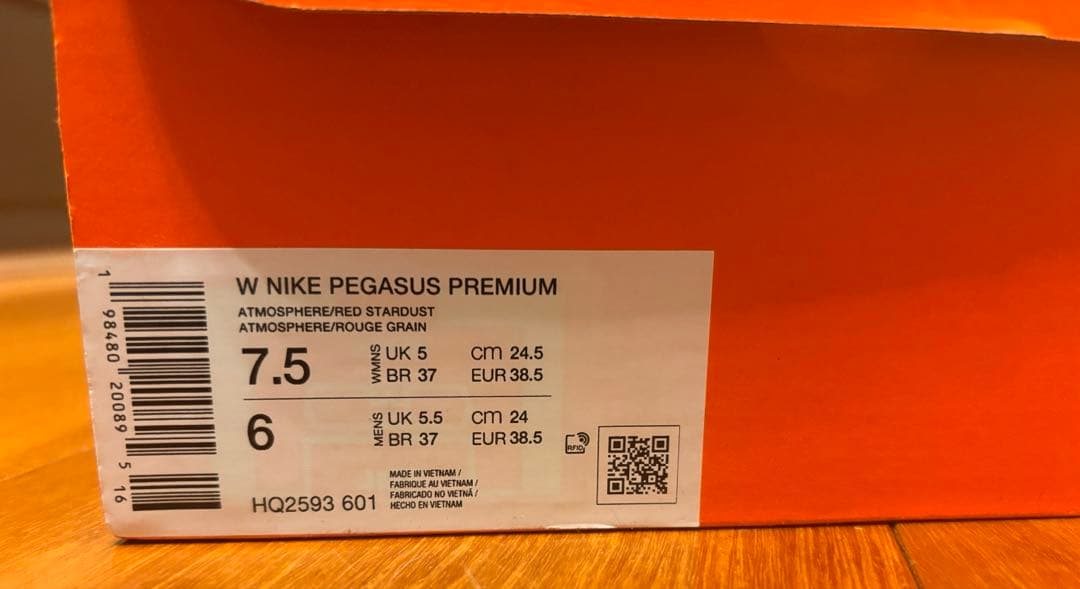 W NIKE PEGASUS PREMIUM
ATMOSPHERE/RED STARDUST
ATMOSPHERE/ROUGE GRAIN
7.5 WMNS UK 5 cm 24.5
BR 37 EUR 38.5
6 MENS UK 5.5 cm 24
BR 37 EUR 38.5
RFID
MADE IN VIETNAM /
FABRIQUE AU VIETNAM /
FABRICADO NO VIETNÃ /
HECHO EN VIETNAM
HQ2593 601
1 98480 20089 5 16